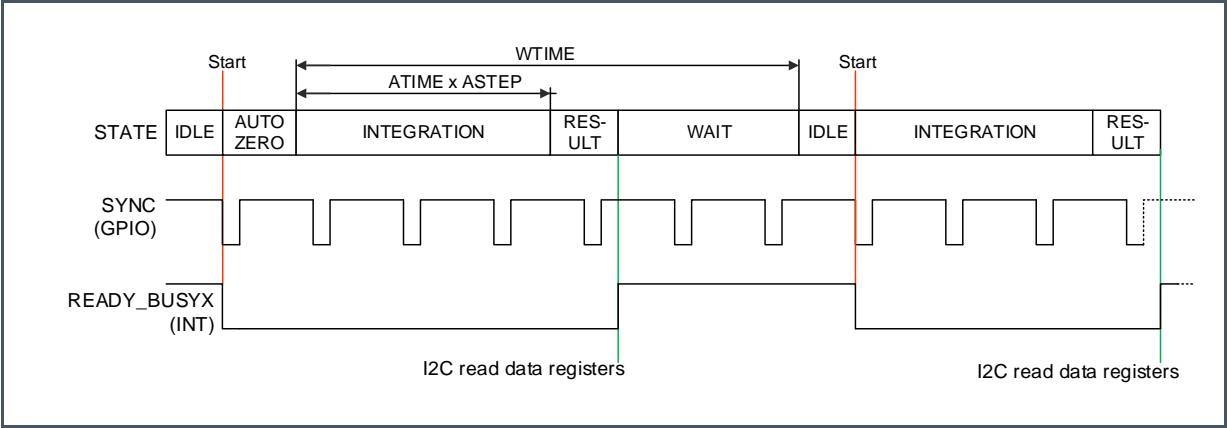 WTIME
Start
Start
ATIME x ASTEP
STATE IDLE AUTO ZERO INTEGRATION RES-ULT WAIT IDLE INTEGRATION RES-ULT
SYNC
(GPIO)
READY_BUSYX
(INT)
I2C read data registers
I2C read data registers